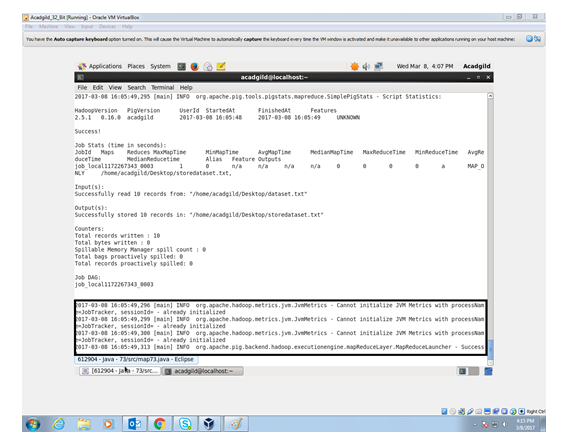 Acadgild_32_Bit [Running] - Oracle VM VirtualBox
File Machine View Input Devices Help
You have the Auto capture keyboard option turned on. This will cause the Virtual Machine to automatically capture the keyboard every time the VM window is activated and make it unavailable to other applications running on your host machine:
Applications Places System Wed Mar 8, 4:07 PM Acadgild
acadgild@localhost:~
File Edit View Search Terminal Help
2017-03-08 16:05:49,295 [main] INFO org.apache.pig.tools.pigstats.mapreduce.SimplePigStats - Script Statistics:
HadoopVersion PigVersion UserId StartedAt FinishedAt Features
2.5.1 0.16.0 acadgild 2017-03-08 16:05:48 2017-03-08 16:05:49 UNKNOWN
Success!
Job Stats (time in seconds):
JobId Maps Reduces MaxMapTime MinMapTime AvgMapTime MedianMapTime MaxReduceTime MinReduceTime AvgRe
duceTime MedianReducetime Alias Feature Outputs
job_local1172267343_0003 1 0 n/a n/a n/a n/a 0 0 0 a MAP_O
NLY /home/acadgild/Desktop/storedataset.txt,
Input(s):
Successfully read 10 records from: "/home/acadgild/Desktop/dataset.txt"
Output(s):
Successfully stored 10 records in: "/home/acadgild/Desktop/storedataset.txt"
Counters:
Total records written : 10
Total bytes written : 0
Spillable Memory Manager spill count : 0
Total bags proactively spilled: 0
Total records proactively spilled: 0
Job DAG:
job_local1172267343_0003
2017-03-08 16:05:49,296 [main] INFO org.apache.hadoop.metrics.jvm.JvmMetrics - Cannot initialize JVM Metrics with processNam
e=JobTracker, sessionId= - already initialized
2017-03-08 16:05:49,299 [main] INFO org.apache.hadoop.metrics.jvm.JvmMetrics - Cannot initialize JVM Metrics with processNam
e=JobTracker, sessionId= - already initialized
2017-03-08 16:05:49,300 [main] INFO org.apache.hadoop.metrics.jvm.JvmMetrics - Cannot initialize JVM Metrics with processNam
e=JobTracker, sessionId= - already initialized
2017-03-08 16:05:49,313 [main] INFO org.apache.pig.backend.hadoop.executionengine.mapReduceLayer.MapReduceLauncher - Success
612904 - Java - 73/src/map73.java - Eclipse
[612904 - Java - 73/src... acadgild@localhost:~
Right Ctrl
4:13 PM
3/8/2017